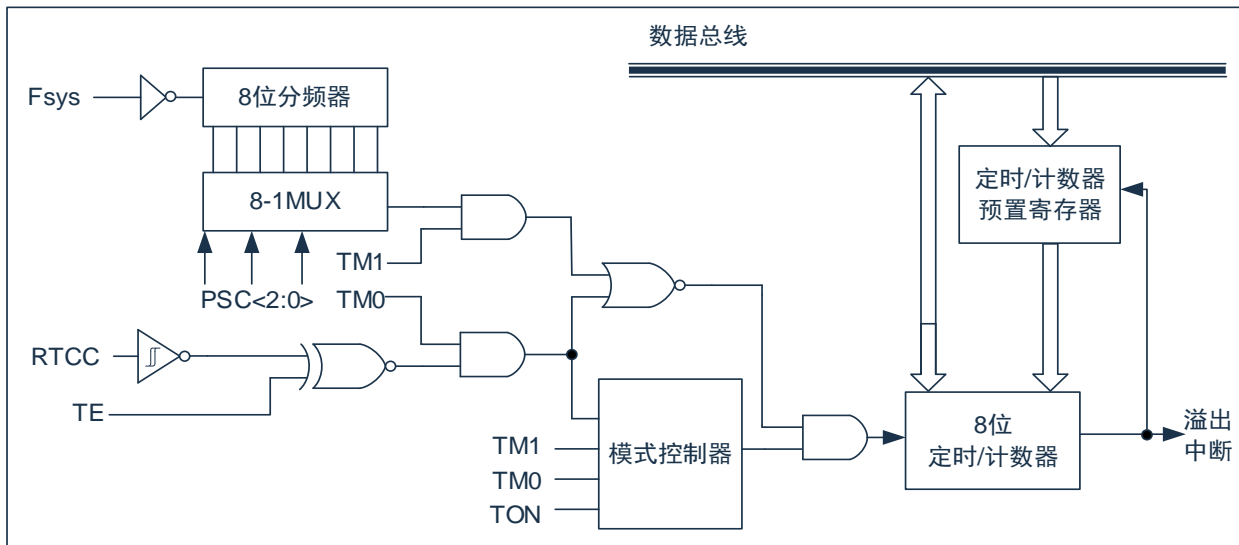 数据总线
Fsys
8位分频器
8-1MUX
定时/计数器
预置寄存器
TM1
PSC<2:0>
TM0
RTCC
TE
8位
定时/计数器
溢出
中断
模式控制器
TM1
TM0
TON